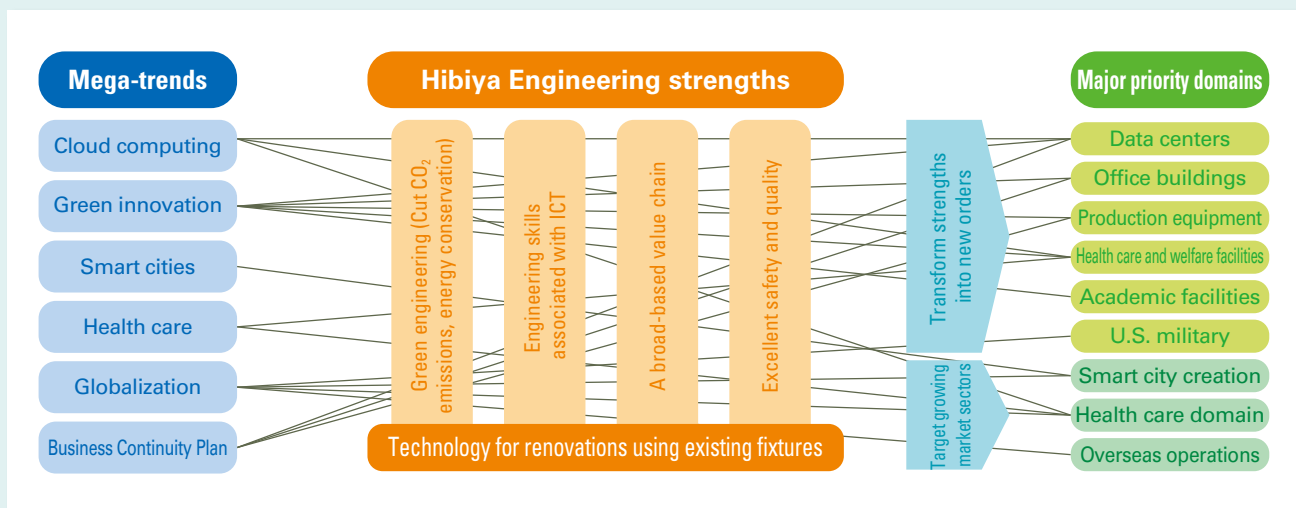 Mega-trends
Cloud computing
Green innovation
Smart cities
Health care
Globalization
Business Continuity Plan
Hibiya Engineering strengths
Green engineering (Cut CO₂
emissions, energy conservation)
Engineering skills
associated with ICT
A broad-based value chain
Excellent safety and quality
Technology for renovations using existing fixtures
Transform strengths
into new orders
Target growing
market sectors
Major priority domains
Data centers
Office buildings
Production equipment
Health care and welfare facilities
Academic facilities
U.S. military
Smart city creation
Health care domain
Overseas operations